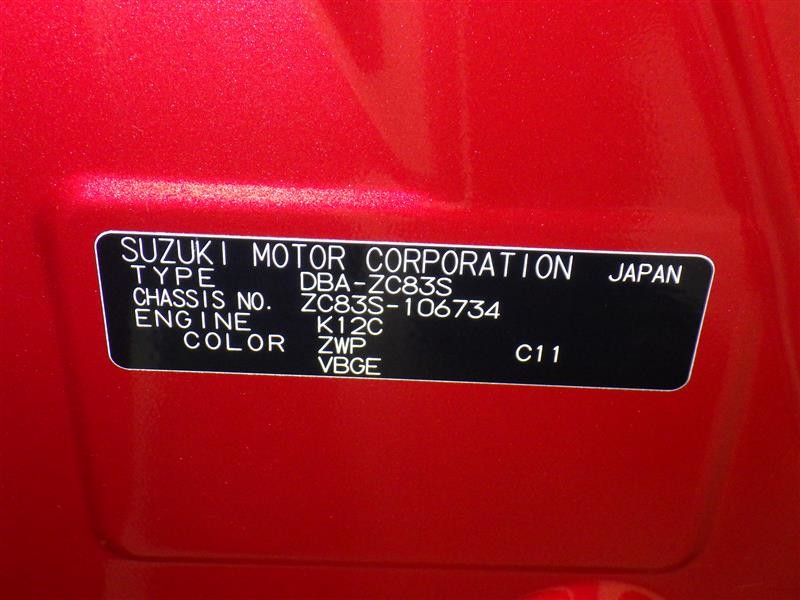 SUZUKI MOTOR CORPORATION JAPAN
TYPE DBA-ZC83S
CHASSIS NO. ZC83S-106734
ENGINE K12C
COLOR ZWP C11
VBGE